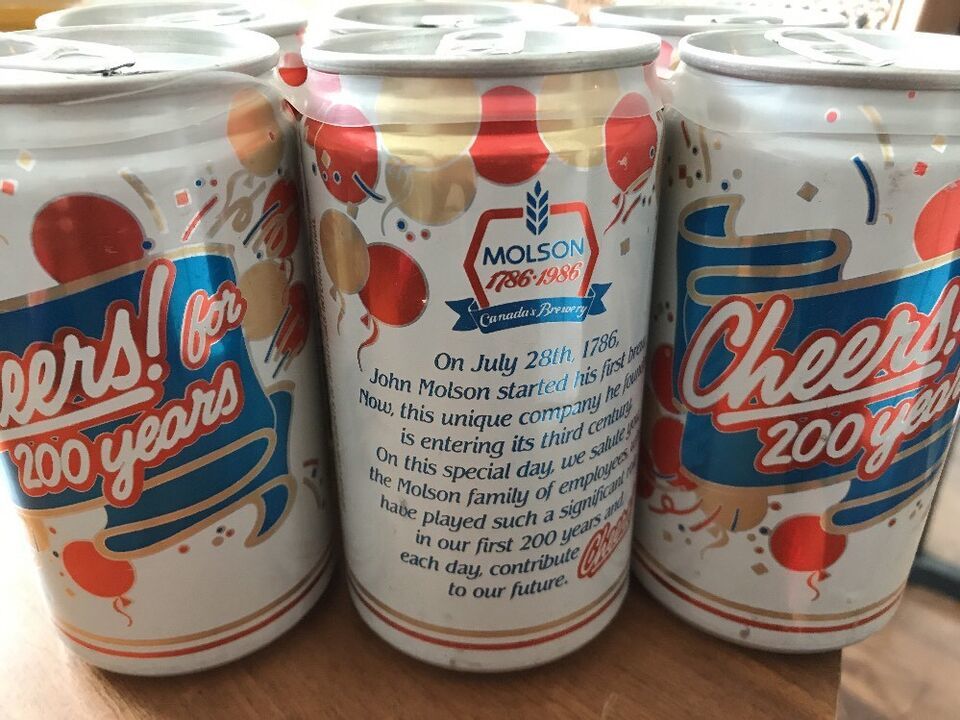 eers! for
200 years
MOLSON
1786·1986
Canada's Brewery
On July 28th, 1786,
John Molson started his first
Now, this unique company he
is entering its third century.
On this special day, we salute
the Molson family of employees,
have played such a significant
in our first 200 years and,
each day, contribute
to our future.
Cheers!
200